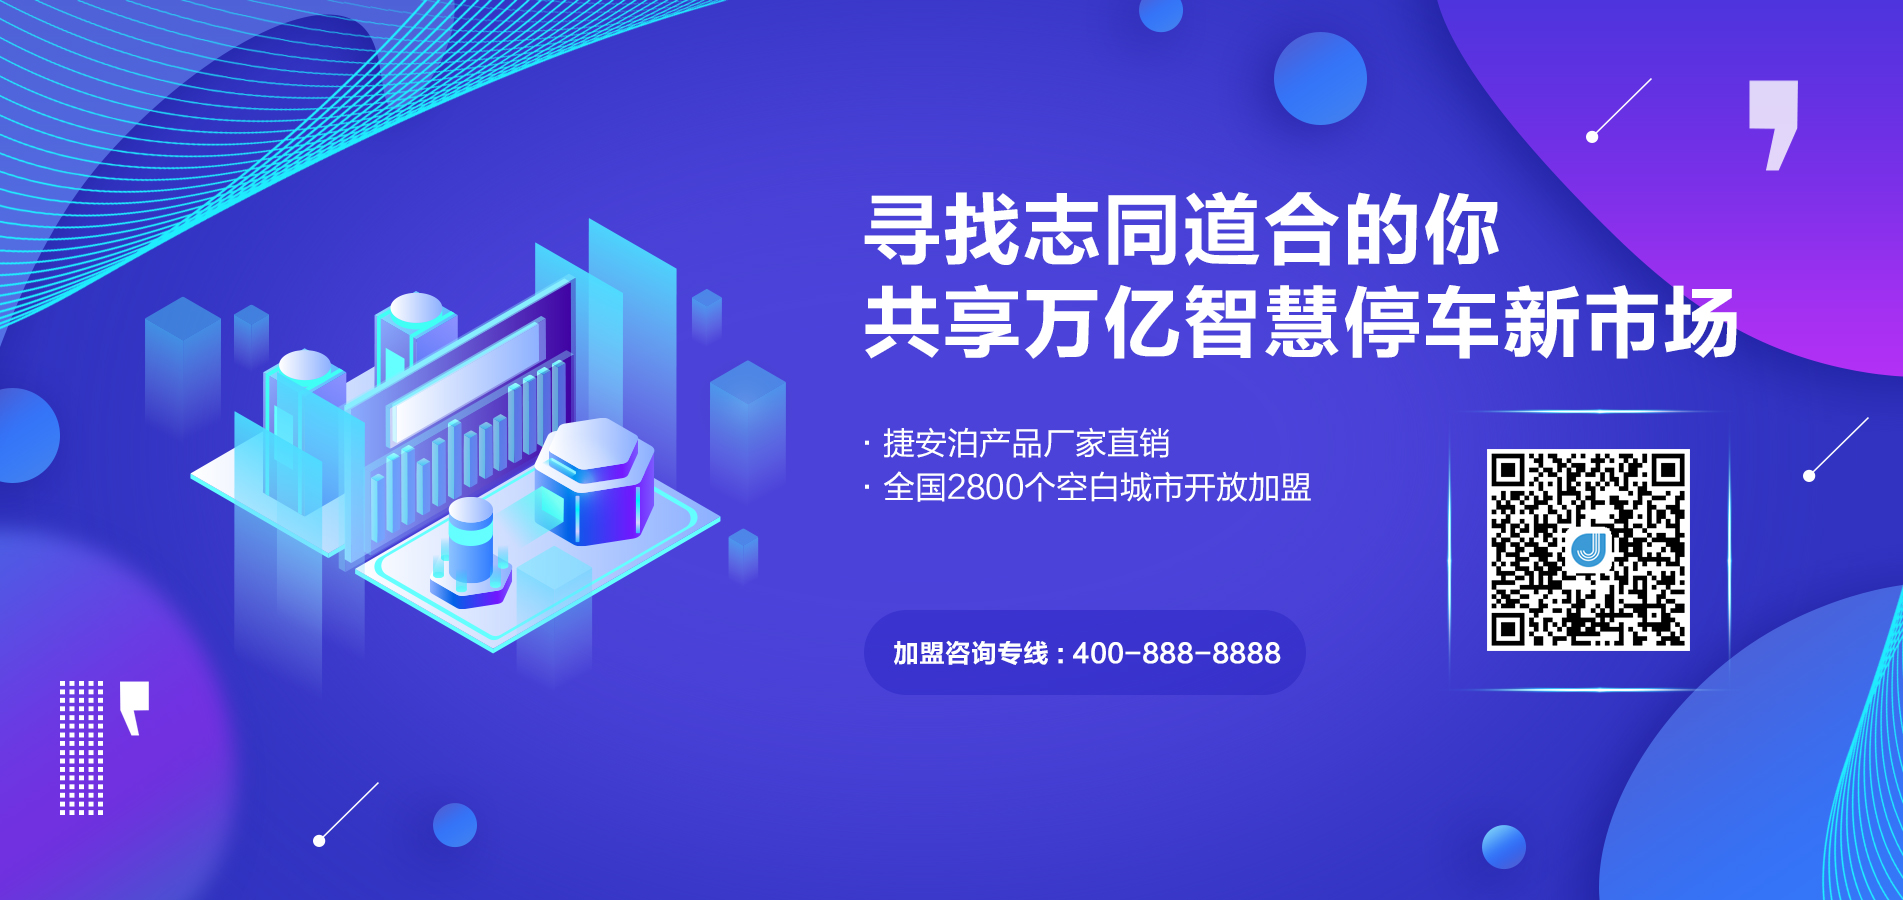 寻找志同道合的你
共享万亿智慧停车新市场
· 捷安泊产品厂家直销
· 全国2800个空白城市开放加盟
加盟咨询专线：400-888-8888